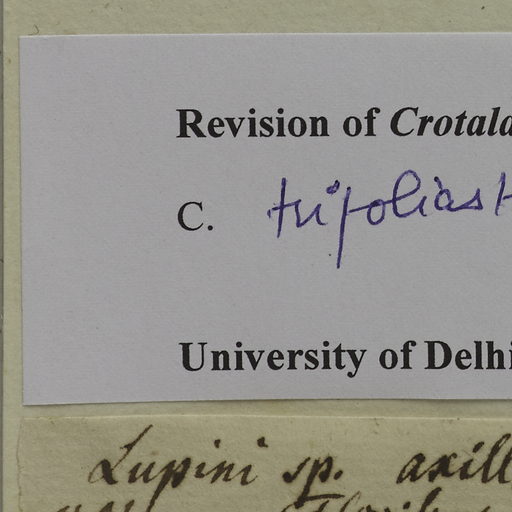 Revision of Crotala
C. trifoliast
University of Delhi
Lupini sp. axill